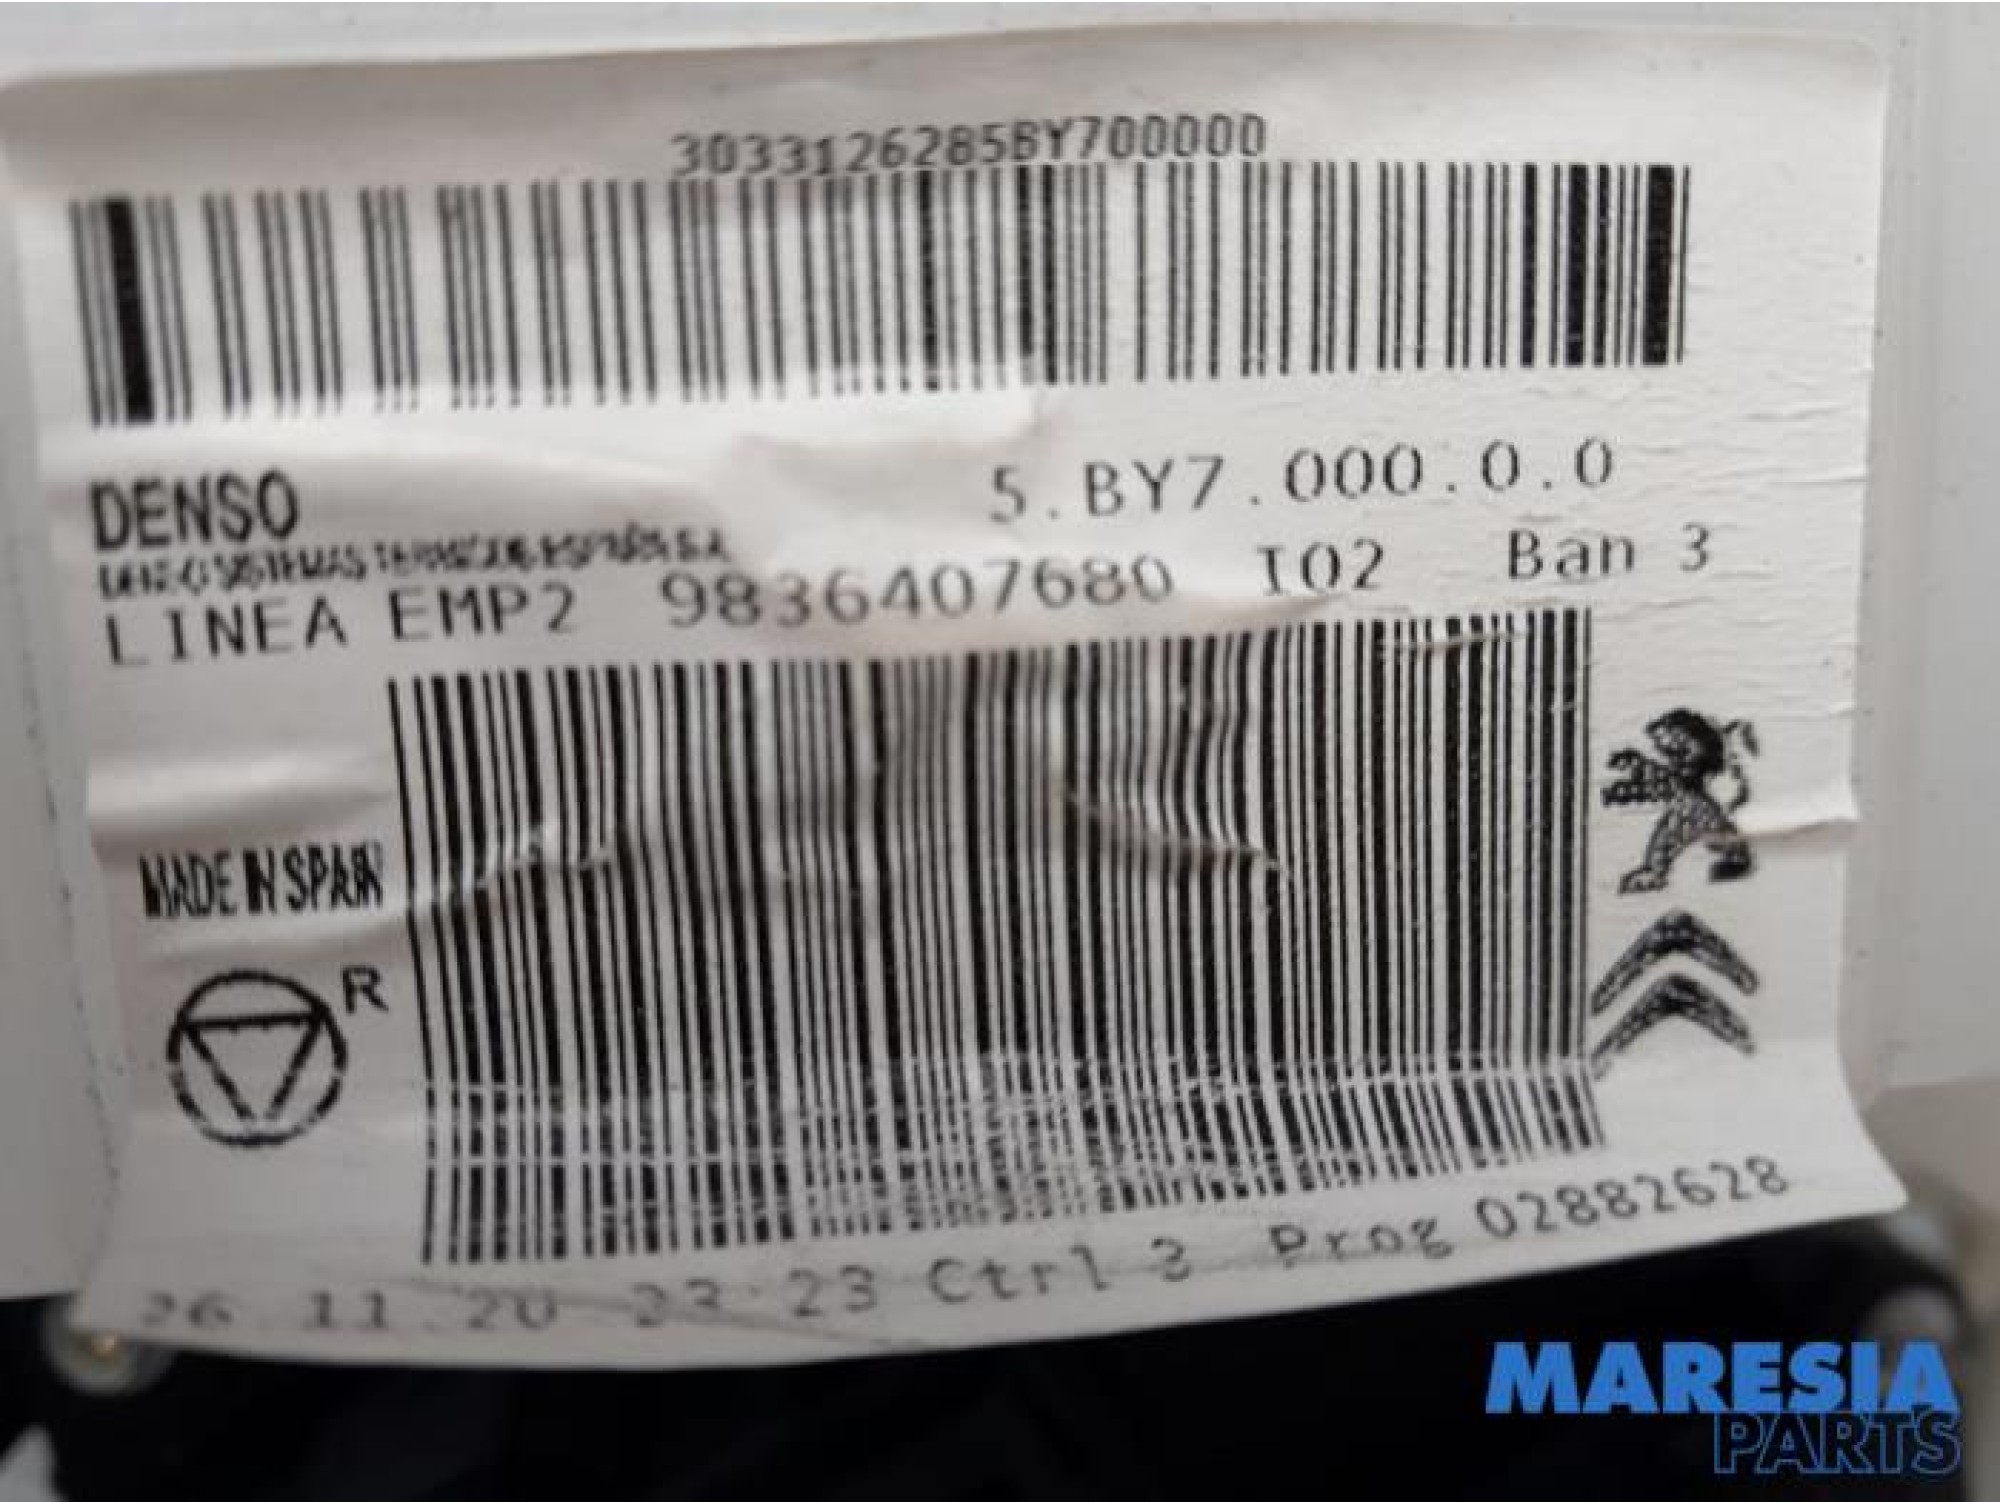 3033126285BY70000D
DENSO
5.BY7.000.0.0
LINEA EMP2 9836407680 I02 Ban 3
MADE IN SPAIN
R
26.11.20 23:23 Ctrl 3 Prog 02882628
MARESIA
PARTS